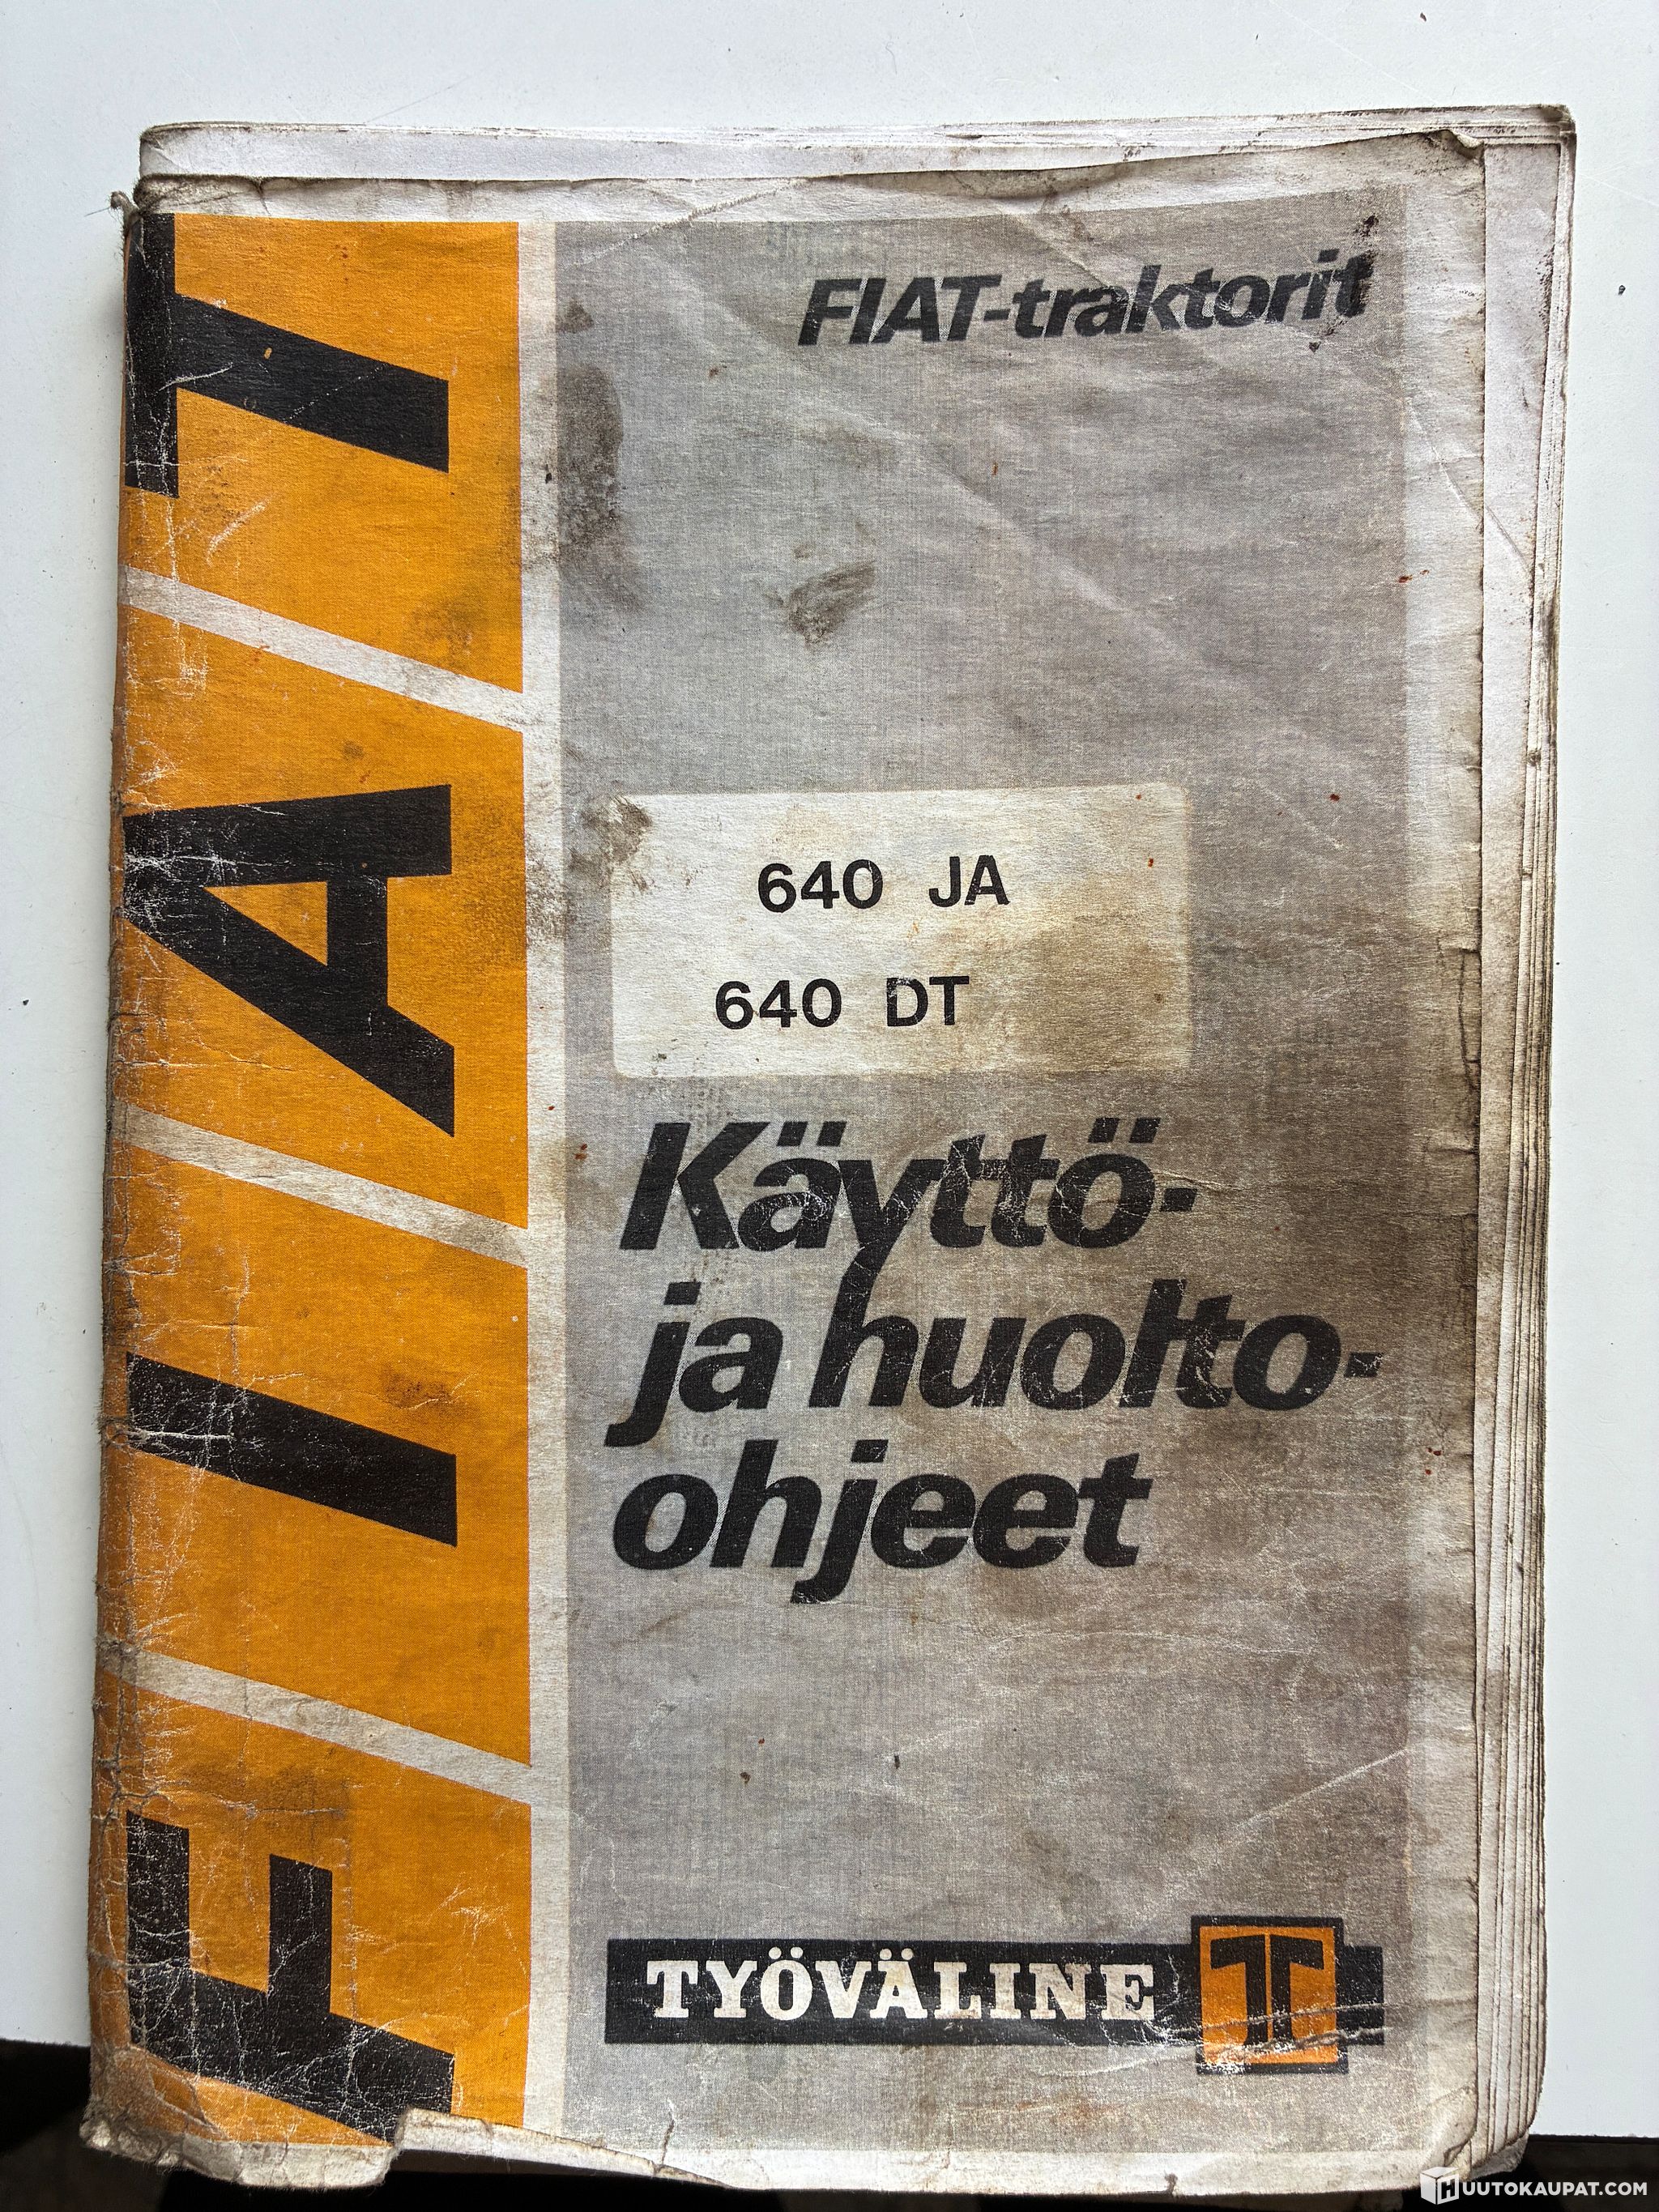 FIAT
FIAT-traktorit
640 JA
640 DT
Käyttö-
ja huolto-
ohjeet
TYÖVÄLINE
HUUTOKAUPAT.COM